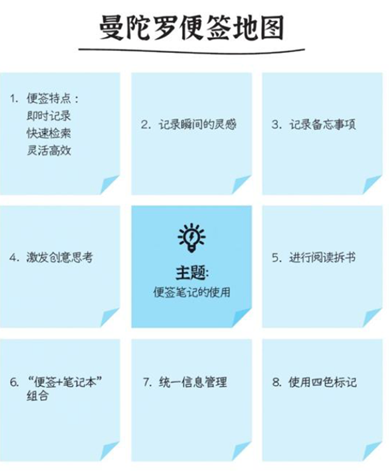 曼陀罗便签地图
1. 便签特点：
即时记录
快速检索
灵活高效
2. 记录瞬间的灵感
3. 记录备忘事项
4. 激发创意思考
主题:
便签笔记的使用
5. 进行阅读拆书
6. “便签+笔记本”
组合
7. 统一信息管理
8. 使用四色标记